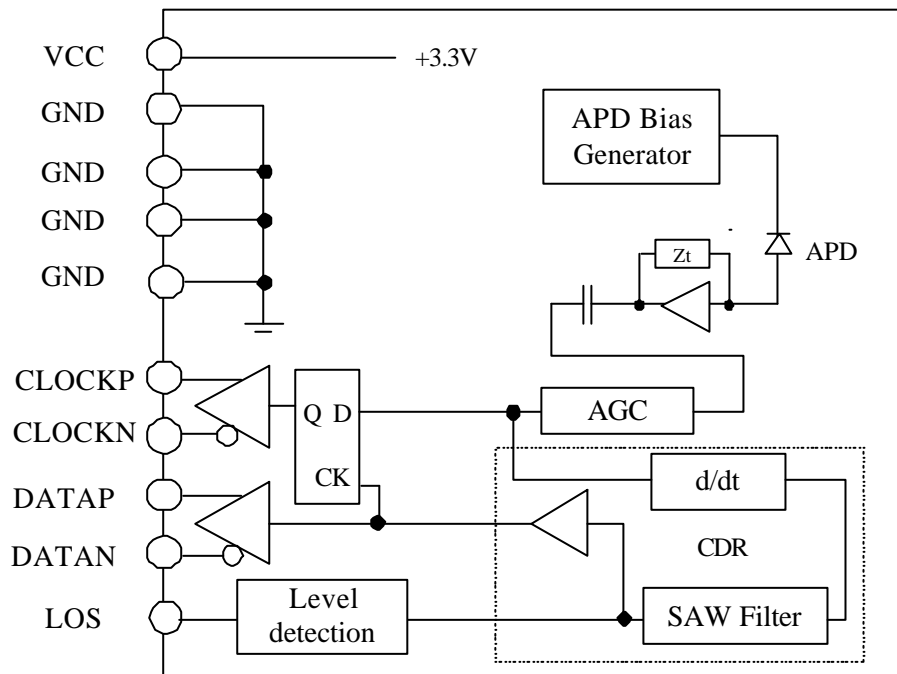 VCC
+3.3V
GND
APD Bias
Generator
GND
GND
APD
Zt
GND
CLOCKP
Q D
AGC
CLOCKN
CK
d/dt
DATAP
CDR
DATAN
LOS
Level
detection
SAW Filter